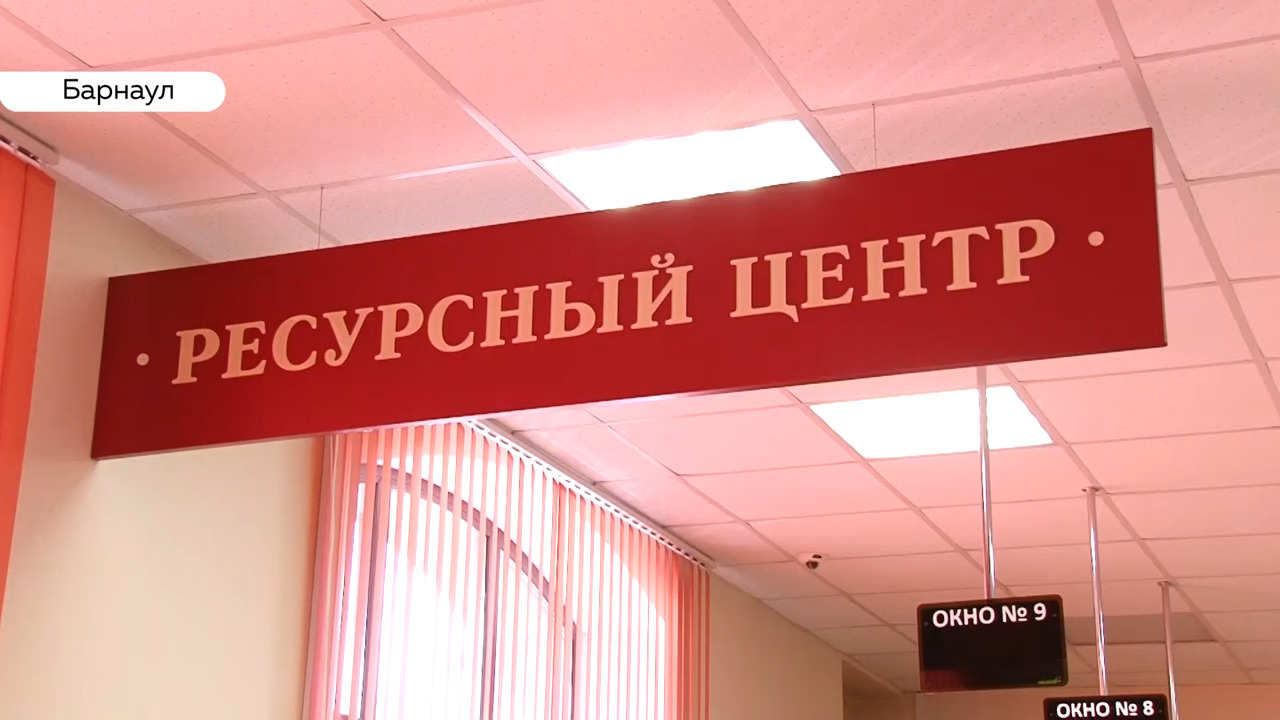 Барнаул
· РЕСУРСНЫЙ ЦЕНТР ·
ОКНО № 9
ОКНО № 8